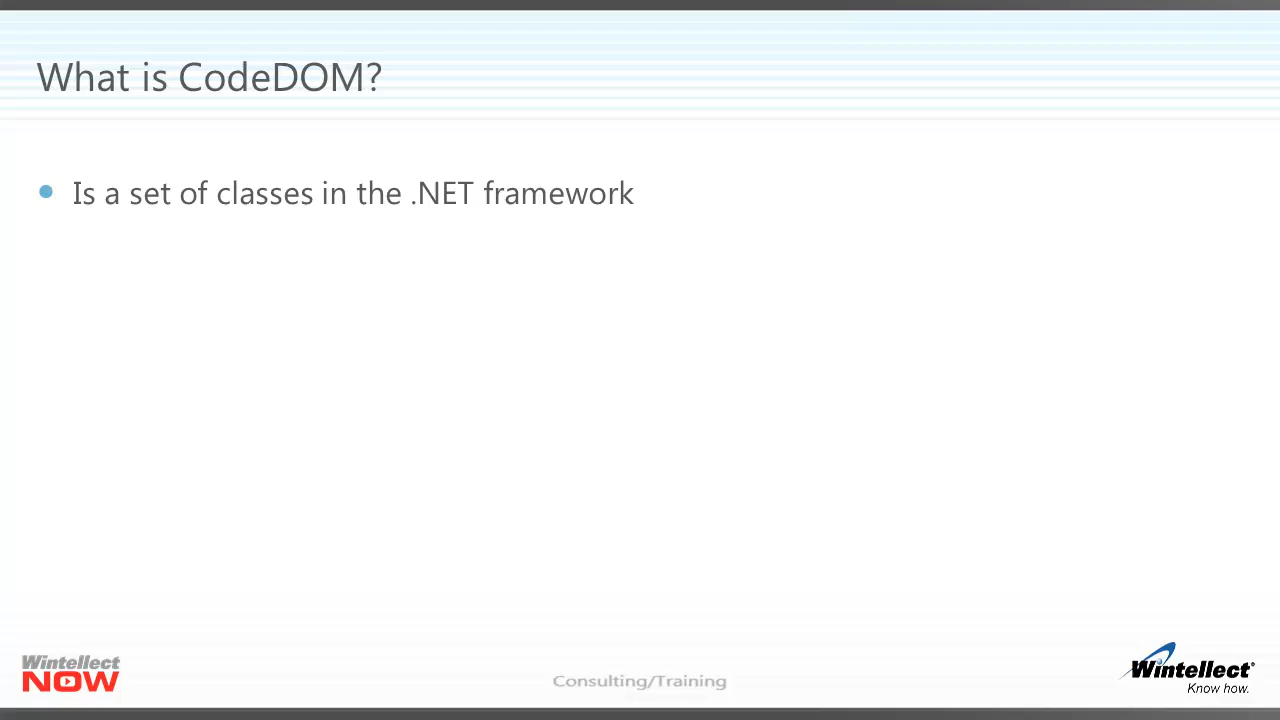 What is CodeDOM?
Is a set of classes in the .NET framework
Wintellect
NOW
Consulting/Training
Wintellect®
Know how.